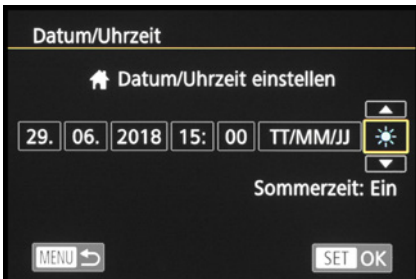 Datum/Uhrzeit
Datum/Uhrzeit einstellen
29. 06. 2018 15: 00 TT/MM/JJ
Sommerzeit: Ein
MENU SET OK